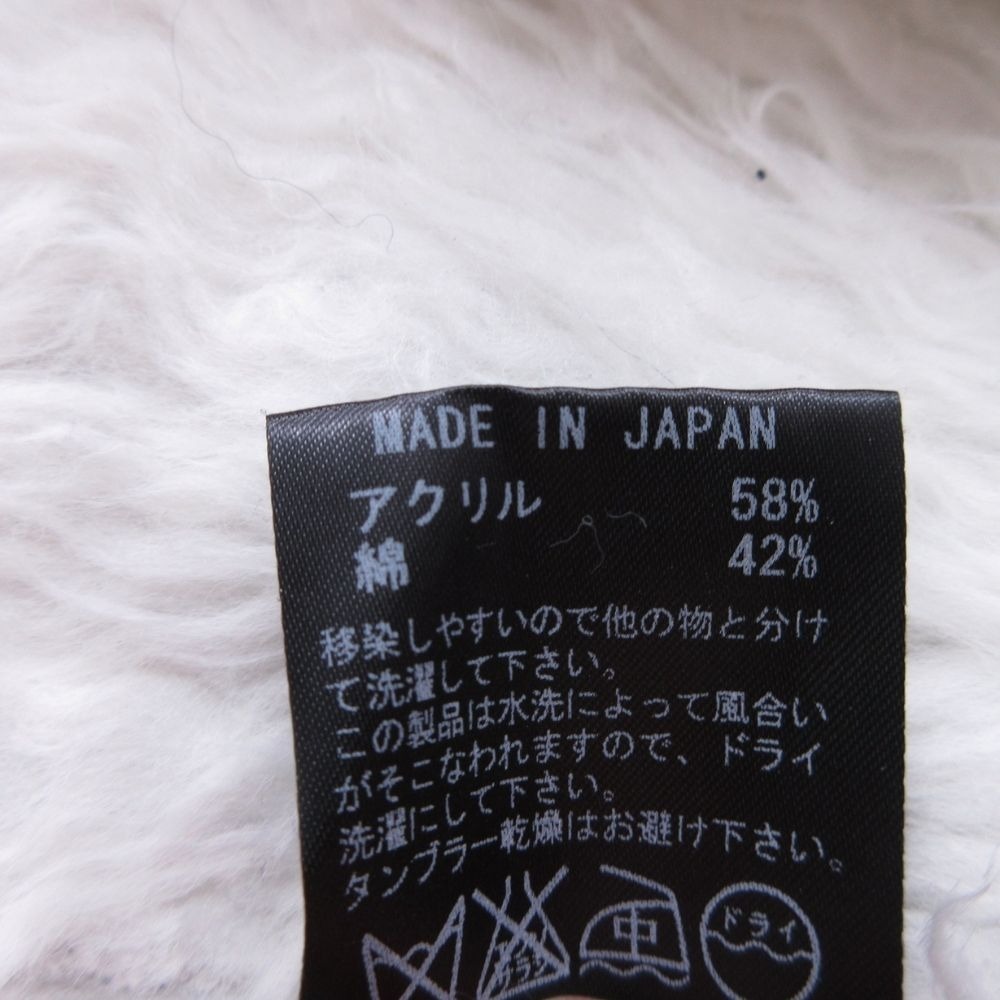 MADE IN JAPAN
アクリル 58%
綿 42%
移染しやすいので他の物と分け
て洗濯して下さい。
この製品は水洗によって風合い
がそこなわれますので、ドライ
洗濯にして下さい。
タンブラー乾燥はお避け下さい。
中 ドライ